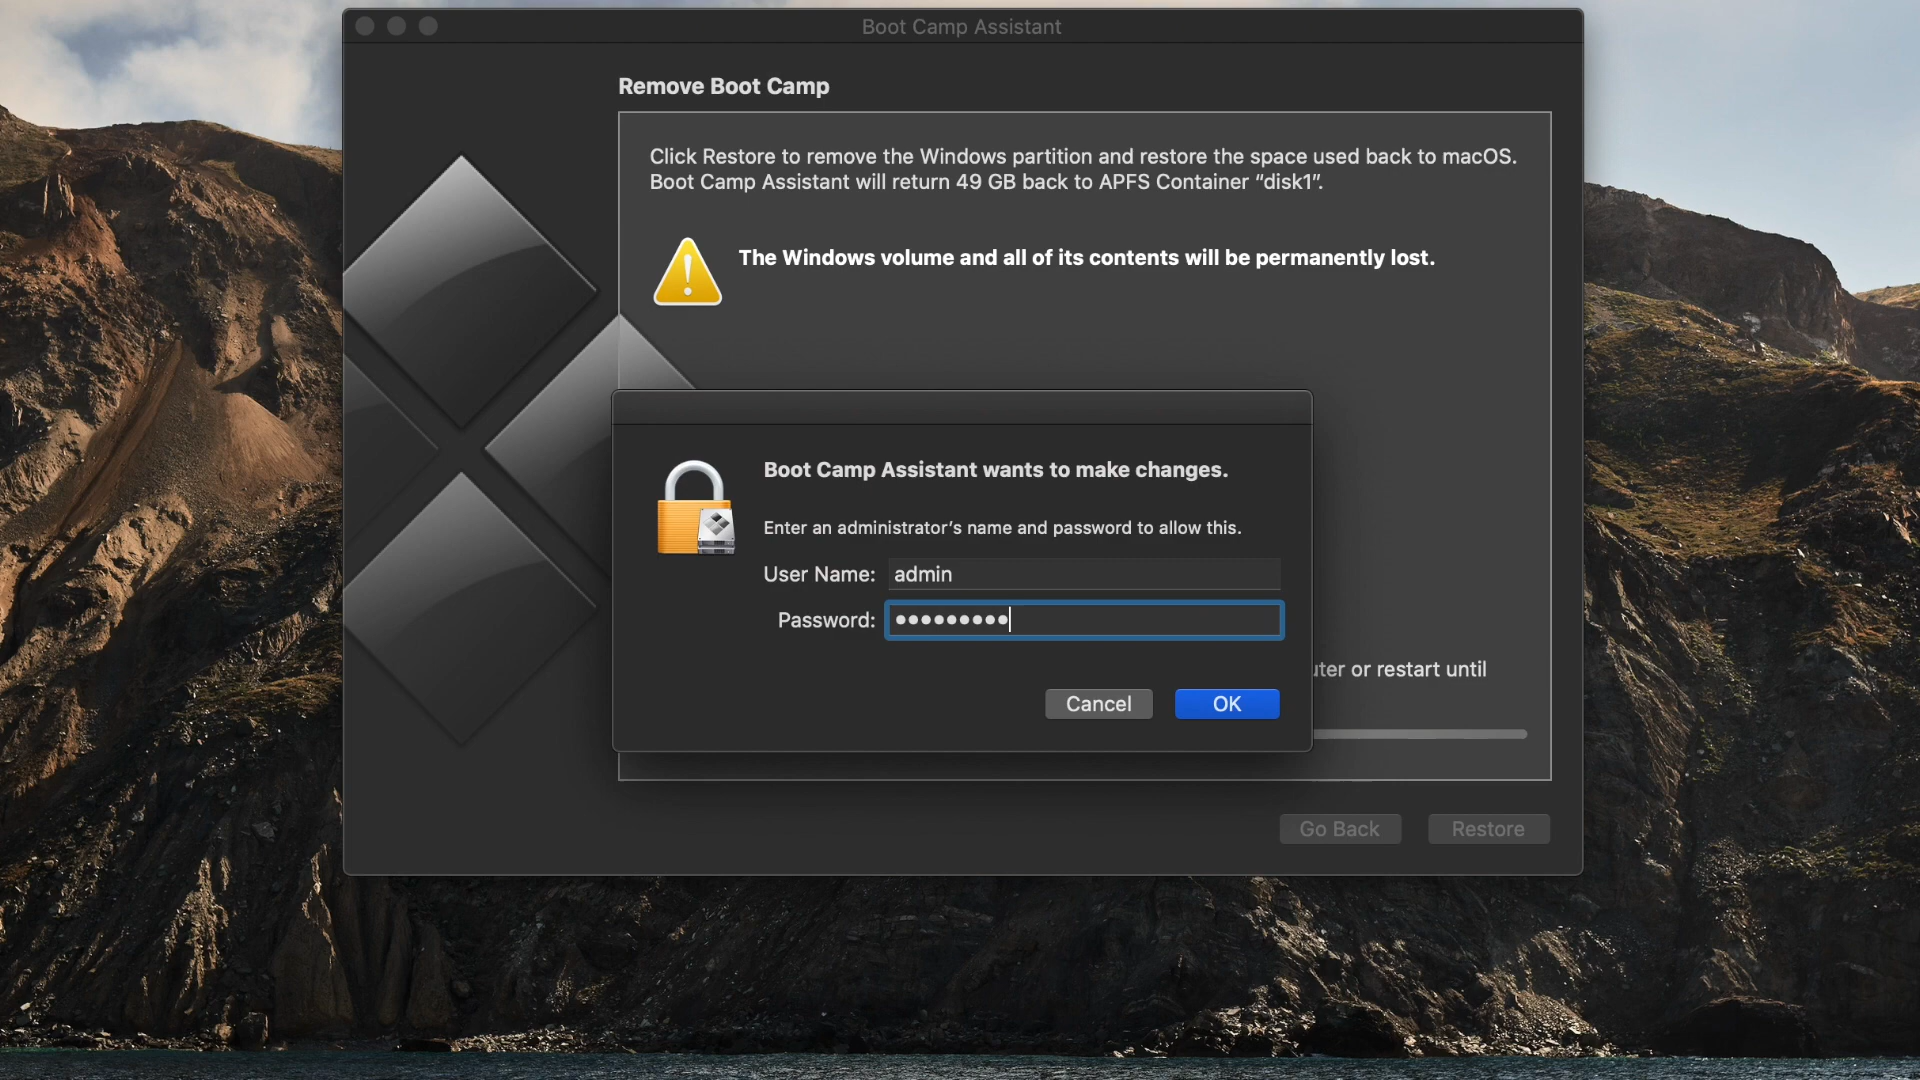 Boot Camp Assistant
Remove Boot Camp
Click Restore to remove the Windows partition and restore the space used back to macOS.
Boot Camp Assistant will return 49 GB back to APFS Container “disk1”.
The Windows volume and all of its contents will be permanently lost.
Boot Camp Assistant wants to make changes.
Enter an administrator’s name and password to allow this.
User Name: admin
Password: •••••••••
or restart until
Cancel
OK
Go Back
Restore